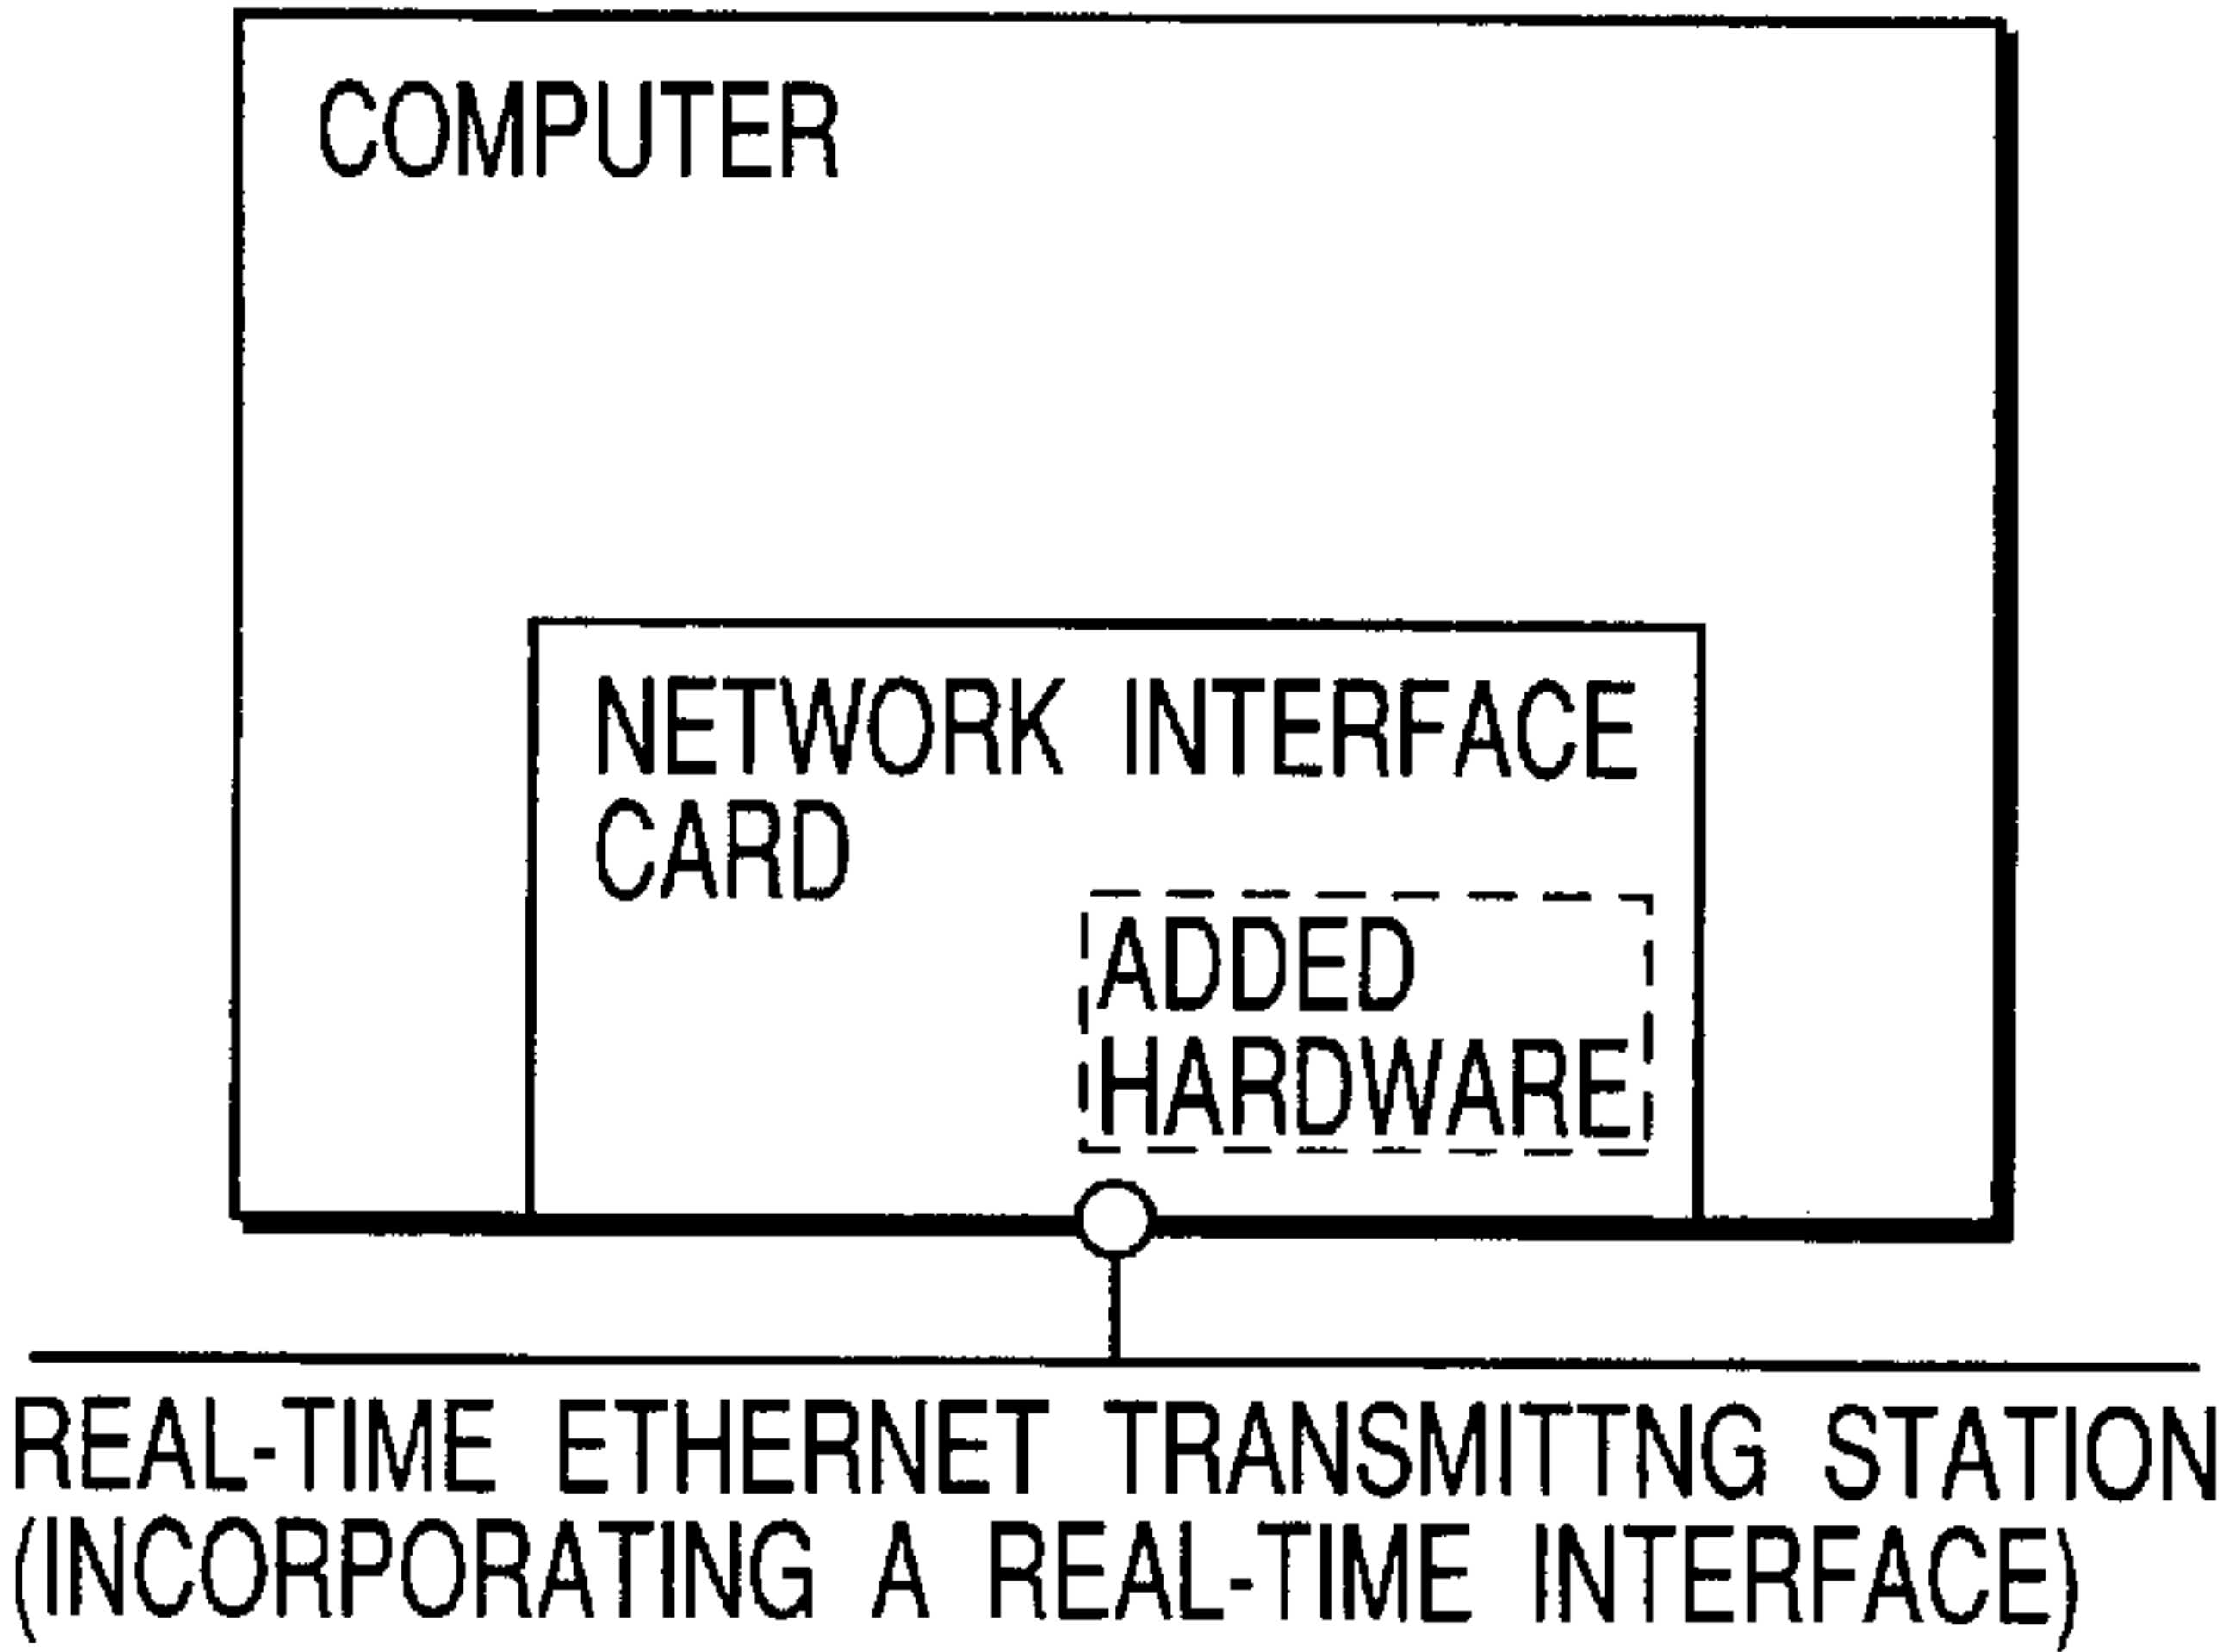 COMPUTER
NETWORK INTERFACE
CARD
ADDED
HARDWARE
REAL-TIME ETHERNET TRANSMITTNG STATION
(INCORPORATING A REAL-TIME INTERFACE)